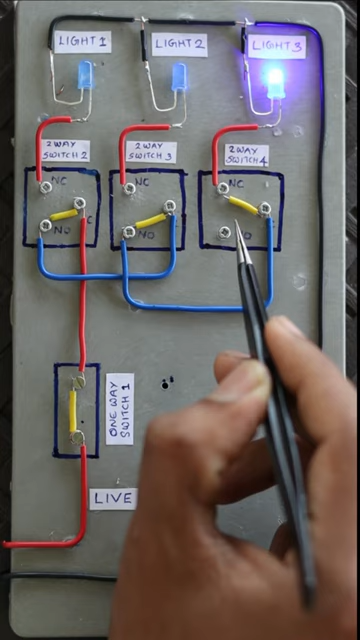 LIGHT 1
LIGHT 2
LIGHT 3
2 WAY
SWITCH 2
2 WAY
SWITCH 3
2 WAY
SWITCH 4
NC
NC
NC
C
NO
NO
NO
ONE WAY
SWITCH 1
LIVE